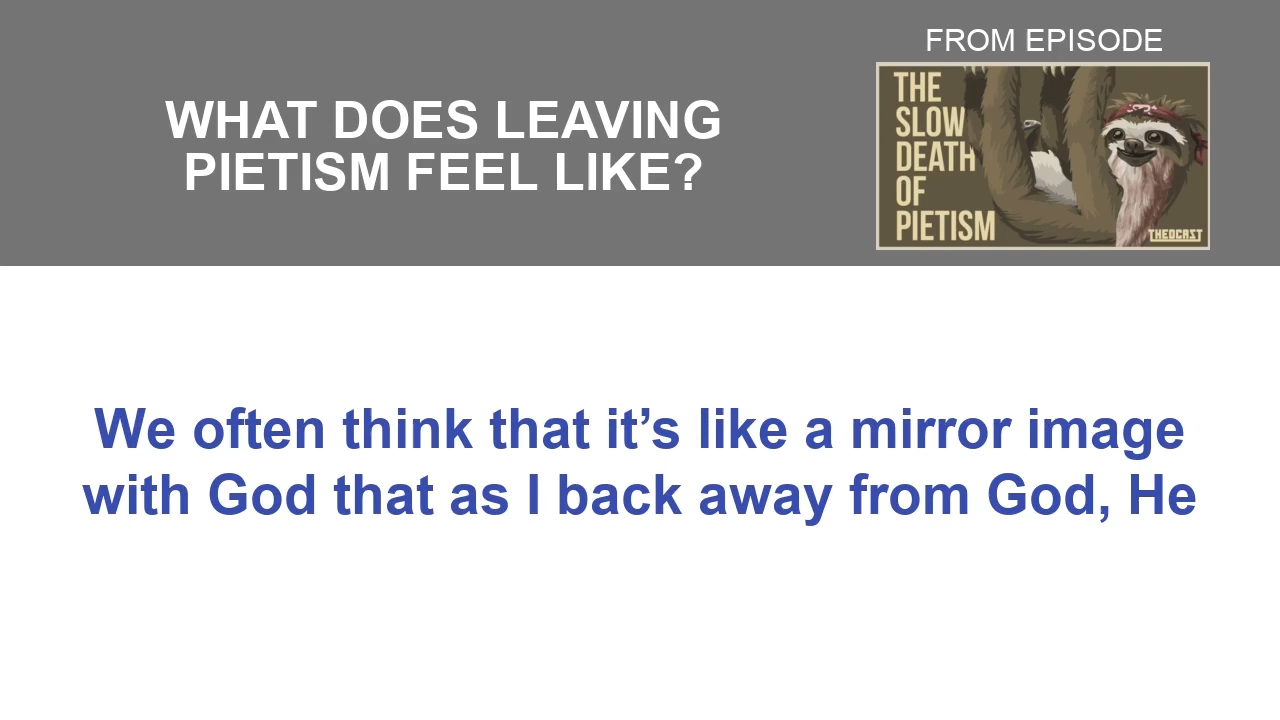 FROM EPISODE
WHAT DOES LEAVING
PIETISM FEEL LIKE?
THE
SLOW
DEATH
OF
PIETISM
THEOCAST
We often think that it’s like a mirror image
with God that as I back away from God, He